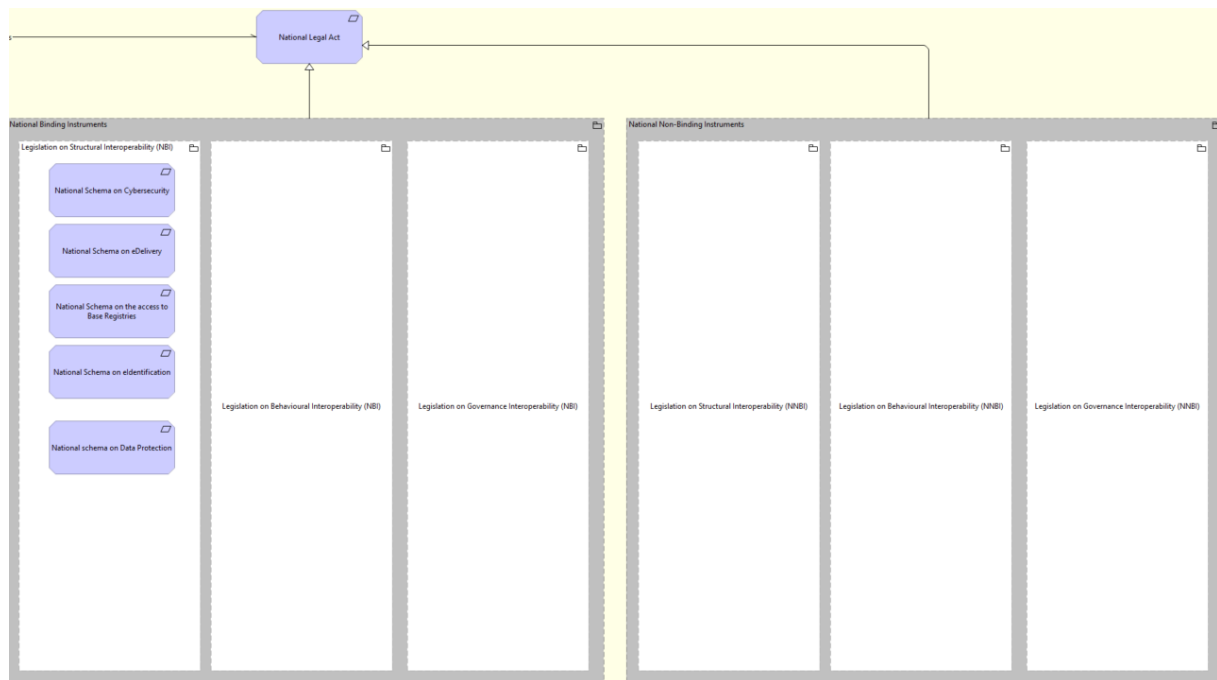 s
National Legal Act
National Binding Instruments
National Non-Binding Instruments
Legislation on Structural Interoperability (NBI)
National Schema on Cybersecurity
National Schema on eDelivery
National Schema on the access to
Base Registries
National Schema on eIdentification
National schema on Data Protection
Legislation on Behavioural Interoperability (NBI)
Legislation on Governance Interoperability (NBI)
Legislation on Structural Interoperability (NNBI)
Legislation on Behavioural Interoperability (NNBI)
Legislation on Governance Interoperability (NNBI)